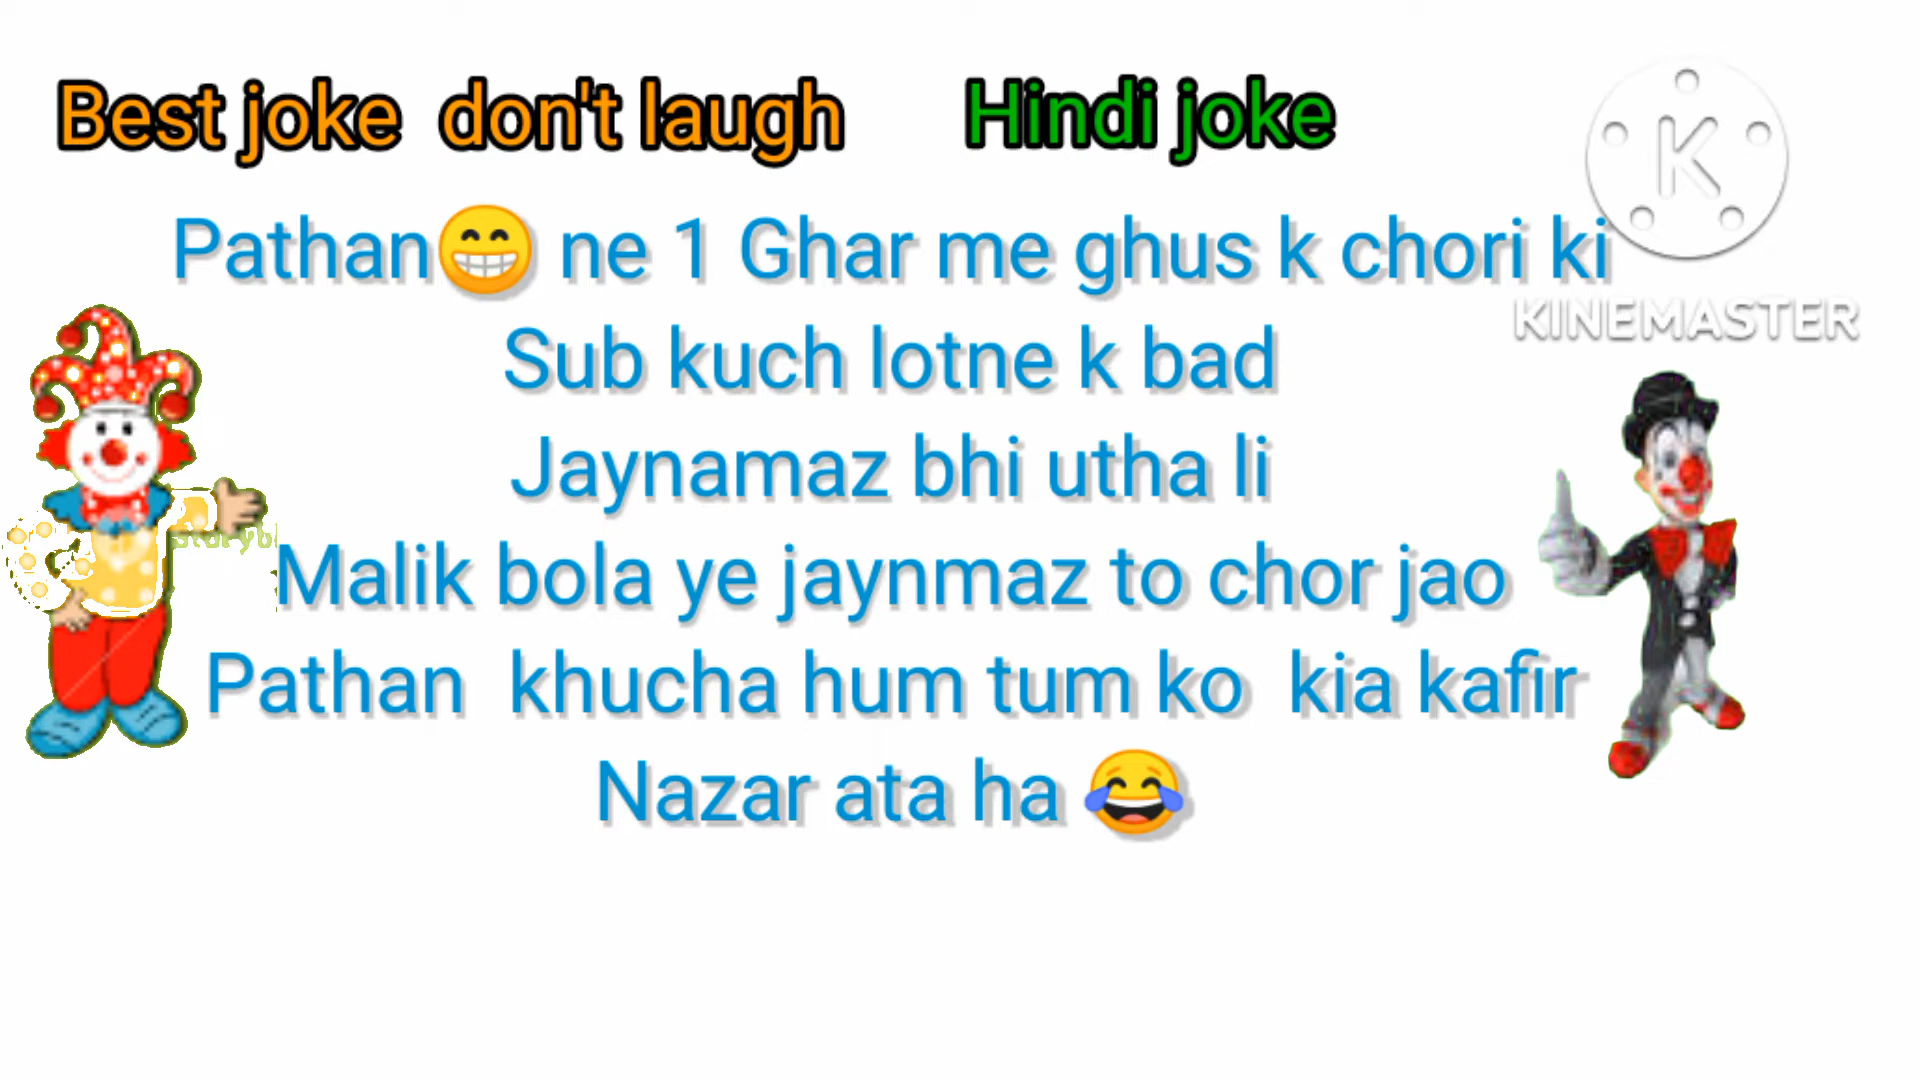 Best joke don't laugh Hindi joke
K
Pathan😁 ne 1 Ghar me ghus k chori ki
KINEMASTER
Sub kuch lotne k bad
Jaynamaz bhi utha li
Malik bola ye jaynmaz to chor jao
Pathan khucha hum tum ko kia kafir
Nazar ata ha 😂